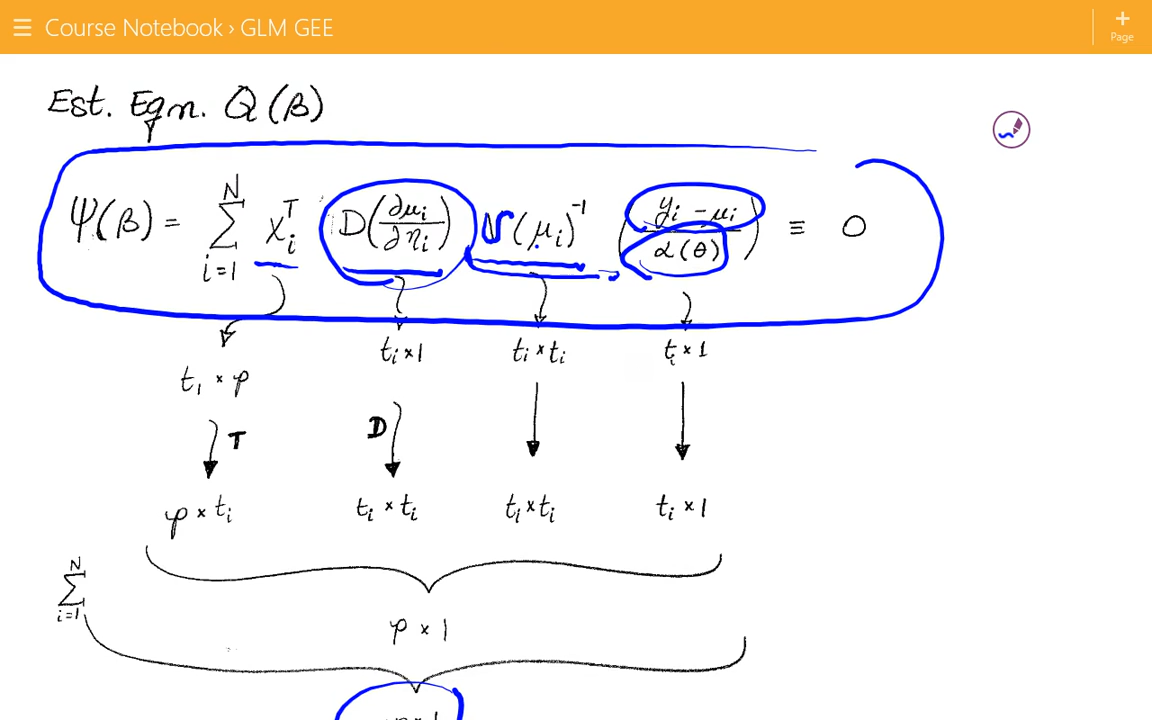 Course Notebook › GLM GEE
Page
Est. Eqn. Q(β)
Ψ(β) = Σ_{i=1}^{N} X_i^T D(∂μ_i/∂η_i) V(μ_i)^{-1} ((y_i - μ_i)/α(θ)) ≡ 0
t_i × 1 t_i × t_i t_i × 1
t_i × p
T D
p × t_i t_i × t_i t_i × t_i t_i × 1
Σ_{i=1}^{N}
p × 1
p × 1